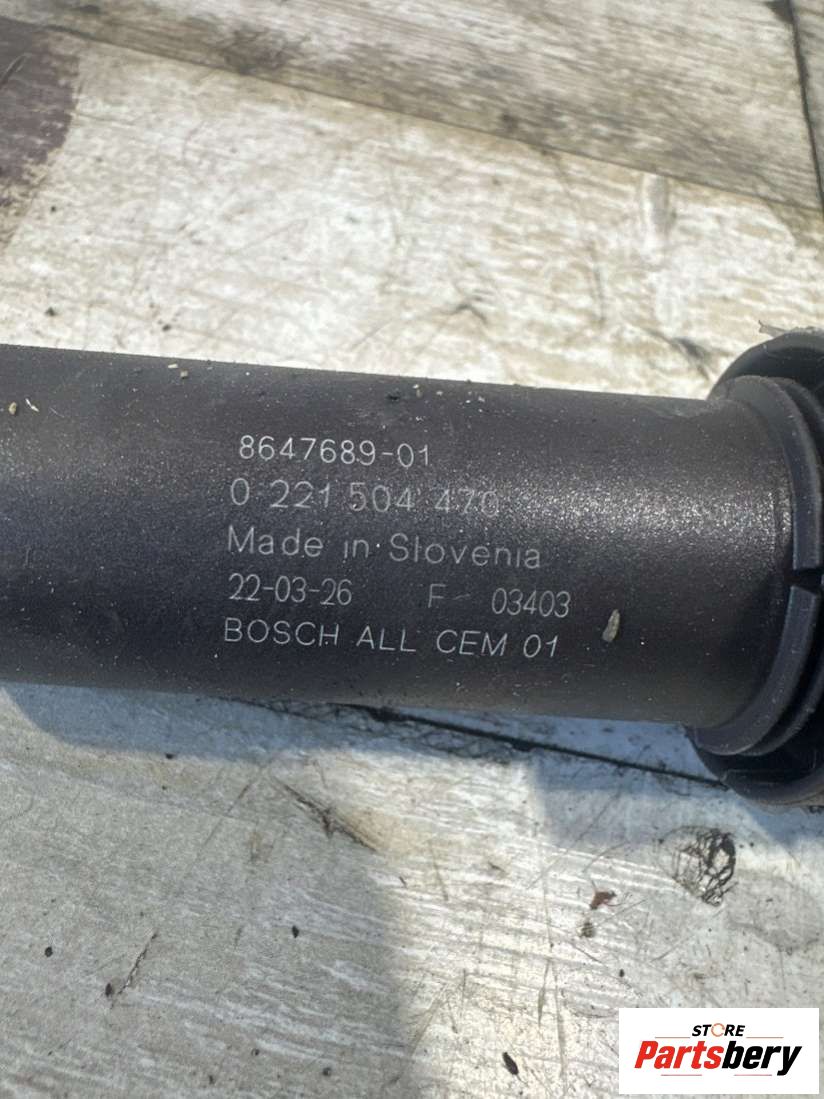 8647689-01
0 221 504 470
Made in Slovenia
22-03-26 F 03403
BOSCH ALL CEM 01
STORE
Partsbery